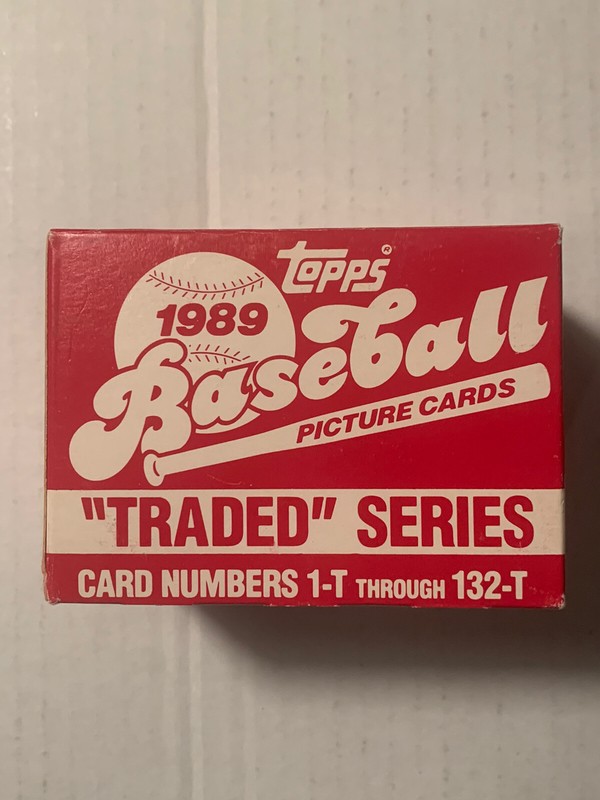 TOPPS®
1989
Baseball
PICTURE CARDS
"TRADED" SERIES
CARD NUMBERS 1-T THROUGH 132-T